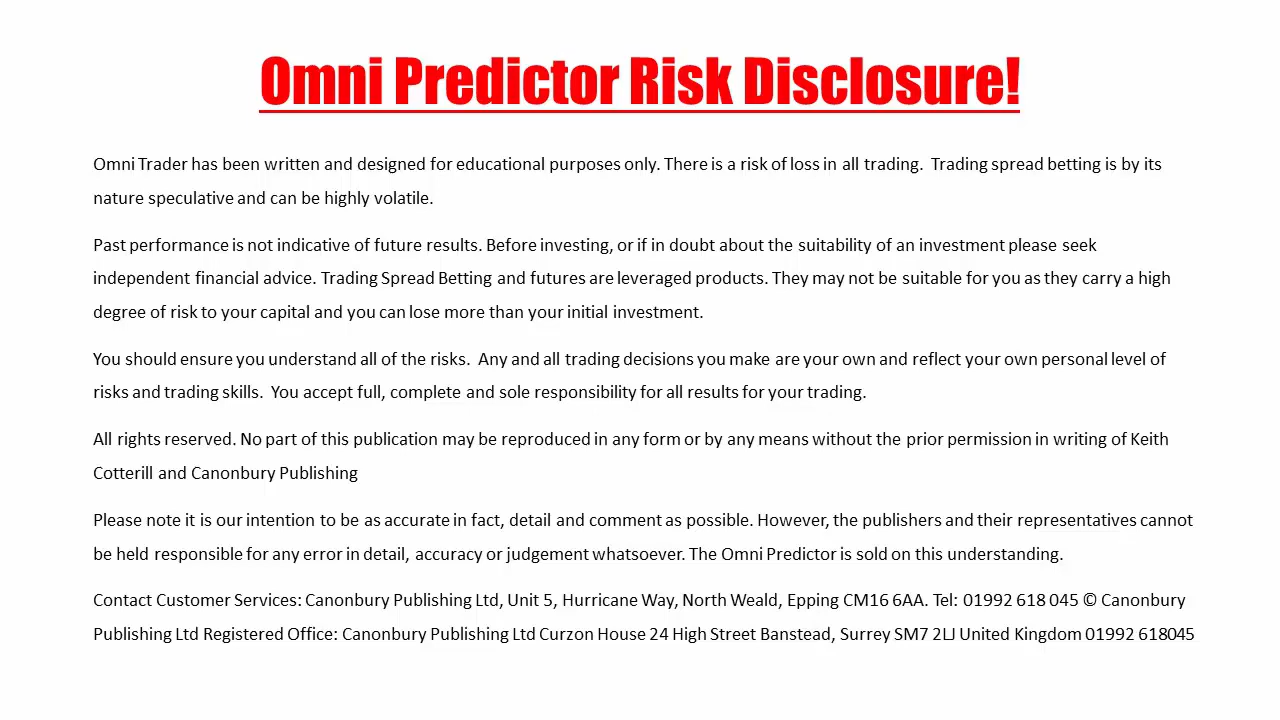 Omni Predictor Risk Disclosure!
Omni Trader has been written and designed for educational purposes only. There is a risk of loss in all trading.  Trading spread betting is by its
nature speculative and can be highly volatile.
Past performance is not indicative of future results. Before investing, or if in doubt about the suitability of an investment please seek
independent financial advice. Trading Spread Betting and futures are leveraged products. They may not be suitable for you as they carry a high
degree of risk to your capital and you can lose more than your initial investment.
You should ensure you understand all of the risks.  Any and all trading decisions you make are your own and reflect your own personal level of
risks and trading skills.  You accept full, complete and sole responsibility for all results for your trading.
All rights reserved. No part of this publication may be reproduced in any form or by any means without the prior permission in writing of Keith
Cotterill and Canonbury Publishing
Please note it is our intention to be as accurate in fact, detail and comment as possible. However, the publishers and their representatives cannot
be held responsible for any error in detail, accuracy or judgement whatsoever. The Omni Predictor is sold on this understanding.
Contact Customer Services: Canonbury Publishing Ltd, Unit 5, Hurricane Way, North Weald, Epping CM16 6AA. Tel: 01992 618 045 © Canonbury
Publishing Ltd Registered Office: Canonbury Publishing Ltd Curzon House 24 High Street Banstead, Surrey SM7 2LJ United Kingdom 01992 618045